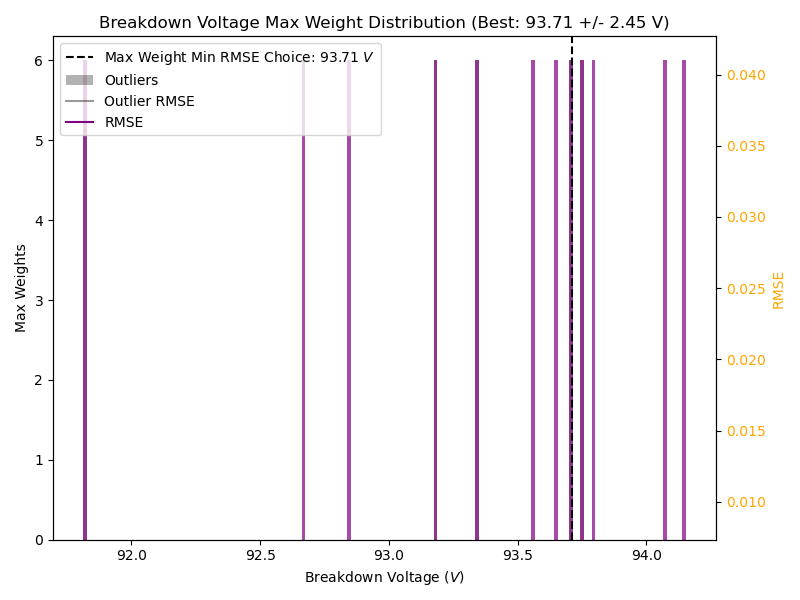 Breakdown Voltage Max Weight Distribution (Best: 93.71 +/- 2.45 V)
Max Weight Min RMSE Choice: 93.71 V
Outliers
Outlier RMSE
RMSE
Max Weights
6
5
4
3
2
1
0
0.040
0.035
0.030
0.025
0.020
0.015
0.010
RMSE
92.0 92.5 93.0 93.5 94.0
Breakdown Voltage (V)